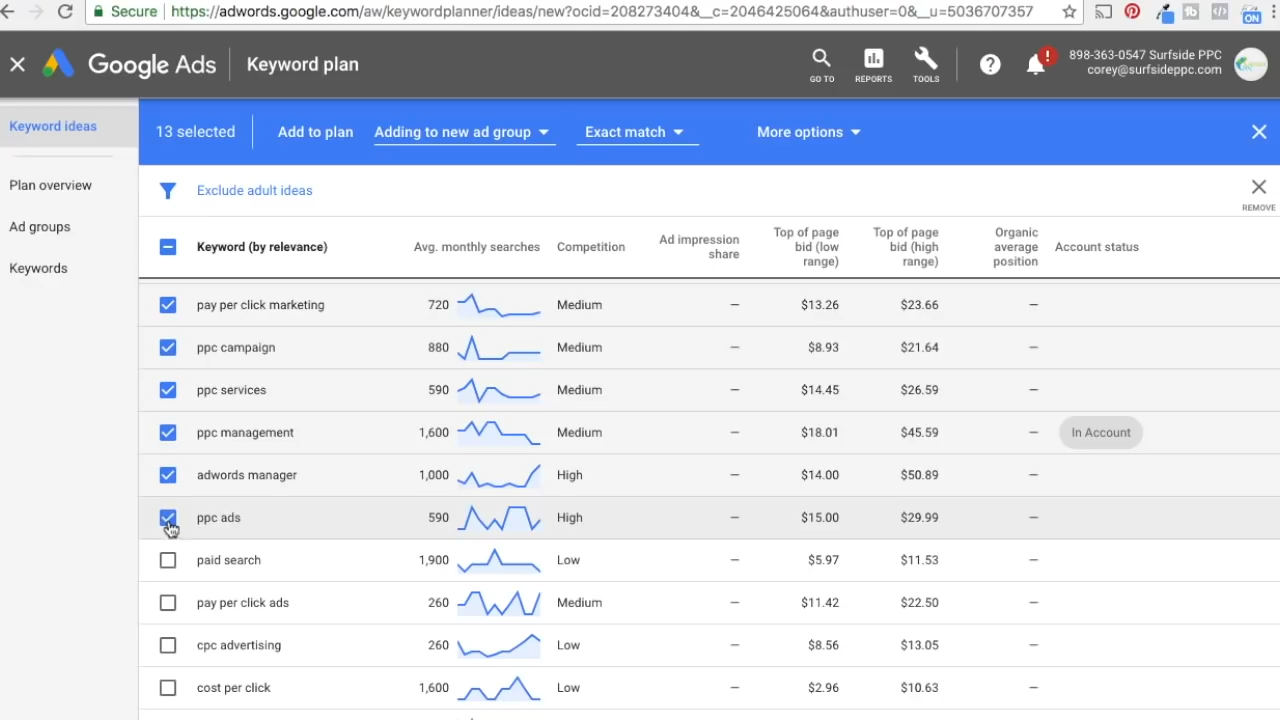 Secure https://adwords.google.com/aw/keywordplanner/ideas/new?ocid=208273404&__c=2046425064&authuser=0&__u=5036707357
ON
Google Ads Keyword plan
GO TO REPORTS TOOLS
! 898-363-0547 Surfside PPC
corey@surfsideppc.com
Keyword ideas
Plan overview
Ad groups
Keywords
13 selected Add to plan Adding to new ad group Exact match More options
Exclude adult ideas
REMOVE
Keyword (by relevance) Avg. monthly searches Competition Ad impression share Top of page bid (low range) Top of page bid (high range) Organic average position Account status
pay per click marketing 720 Medium – $13.26 $23.66 –
ppc campaign 880 Medium – $8.93 $21.64 –
ppc services 590 Medium – $14.45 $26.59 –
ppc management 1,600 Medium – $18.01 $45.59 – In Account
adwords manager 1,000 High – $14.00 $50.89 –
ppc ads 590 High – $15.00 $29.99 –
paid search 1,900 Low – $5.97 $11.53 –
pay per click ads 260 Medium – $11.42 $22.50 –
cpc advertising 260 Low – $8.56 $13.05 –
cost per click 1,600 Low – $2.96 $10.63 –